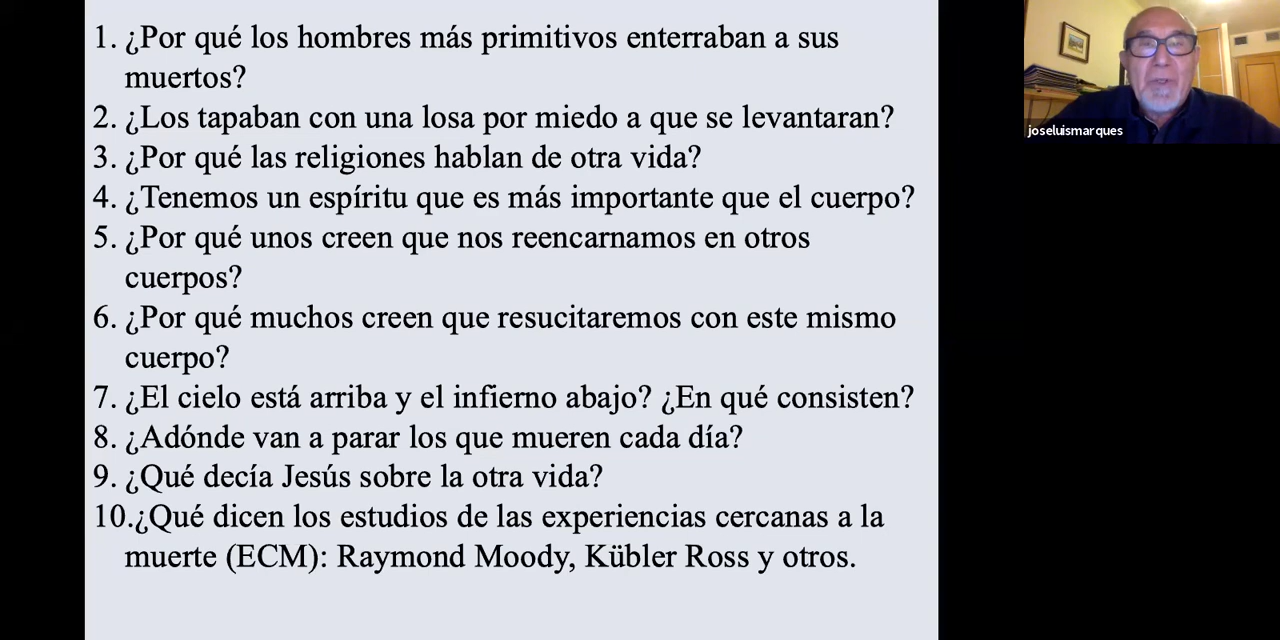 1. ¿Por qué los hombres más primitivos enterraban a sus
muertos?
2. ¿Los tapaban con una losa por miedo a que se levantaran?
3. ¿Por qué las religiones hablan de otra vida?
4. ¿Tenemos un espíritu que es más importante que el cuerpo?
5. ¿Por qué unos creen que nos reencarnamos en otros
cuerpos?
6. ¿Por qué muchos creen que resucitaremos con este mismo
cuerpo?
7. ¿El cielo está arriba y el infierno abajo? ¿En qué consisten?
8. ¿Adónde van a parar los que mueren cada día?
9. ¿Qué decía Jesús sobre la otra vida?
10.¿Qué dicen los estudios de las experiencias cercanas a la
muerte (ECM): Raymond Moody, Kübler Ross y otros.
joseluismarques